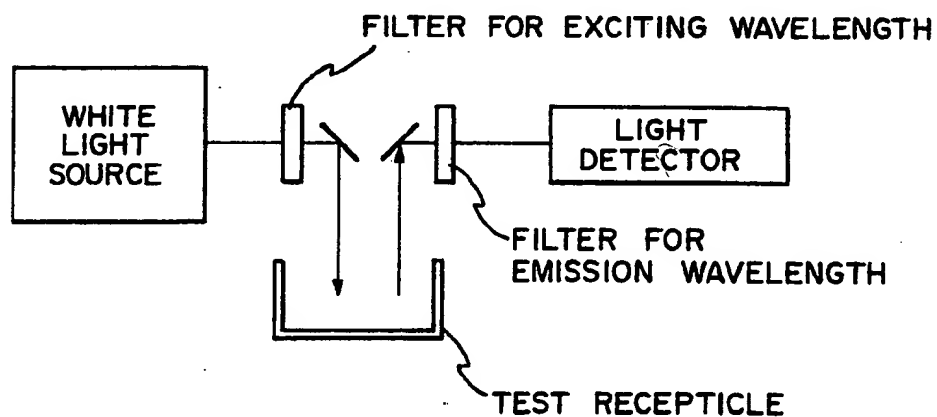 FILTER FOR EXCITING WAVELENGTH
WHITE
LIGHT
SOURCE
LIGHT
DETECTOR
FILTER FOR
EMISSION WAVELENGTH
TEST RECEPTICLE